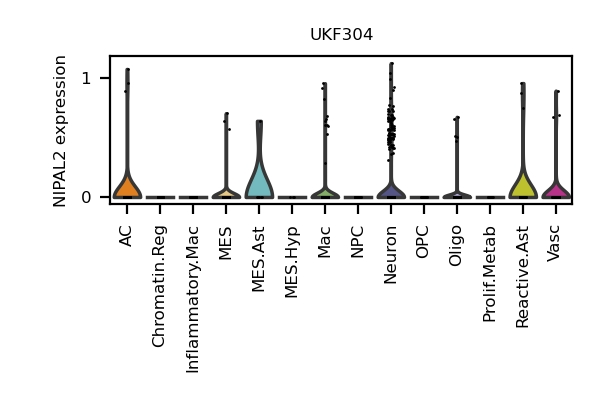 UKF304
NIPAL2 expression
1
0
AC
Chromatin.Reg
Inflammatory.Mac
MES
MES.Ast
MES.Hyp
Mac
NPC
Neuron
OPC
Oligo
Prolif.Metab
Reactive.Ast
Vasc